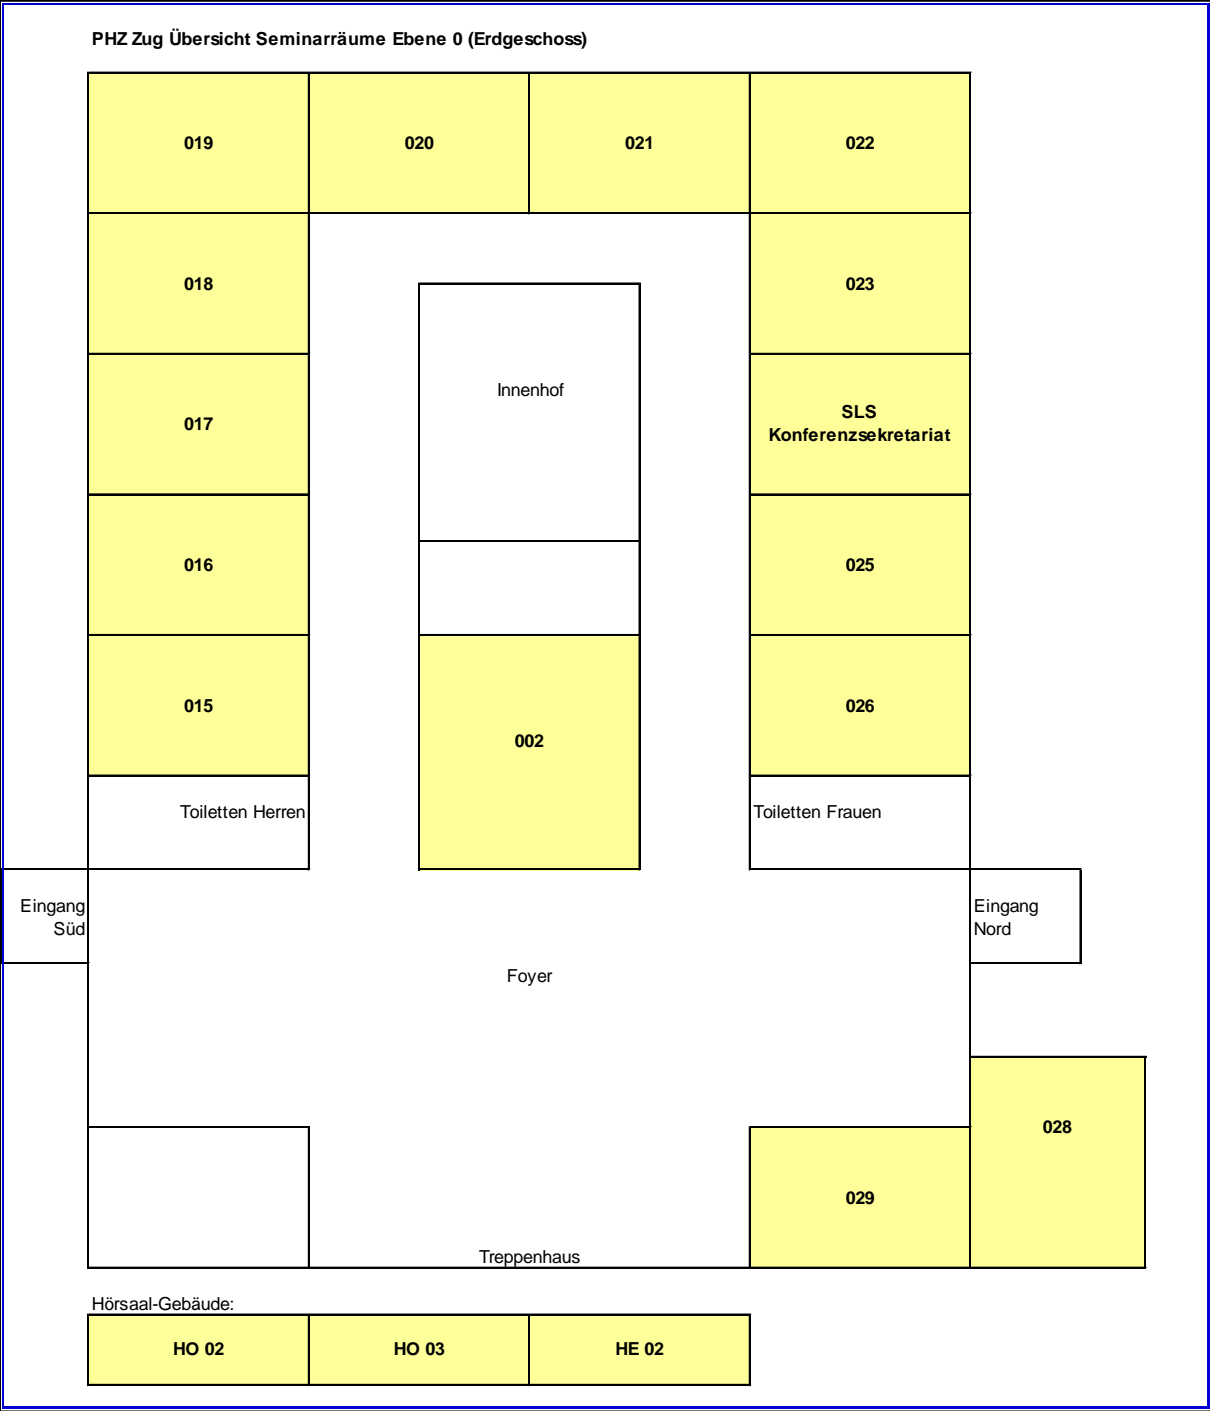 PHZ Zug Übersicht Seminarräume Ebene 0 (Erdgeschoss)
019
020
021
022
018
023
Innenhof
017
SLS
Konferenzsekretariat
016
025
015
026
002
Toiletten Herren
Toiletten Frauen
Eingang
Süd
Eingang
Nord
Foyer
028
029
Treppenhaus
Hörsaal-Gebäude:
HO 02
HO 03
HE 02